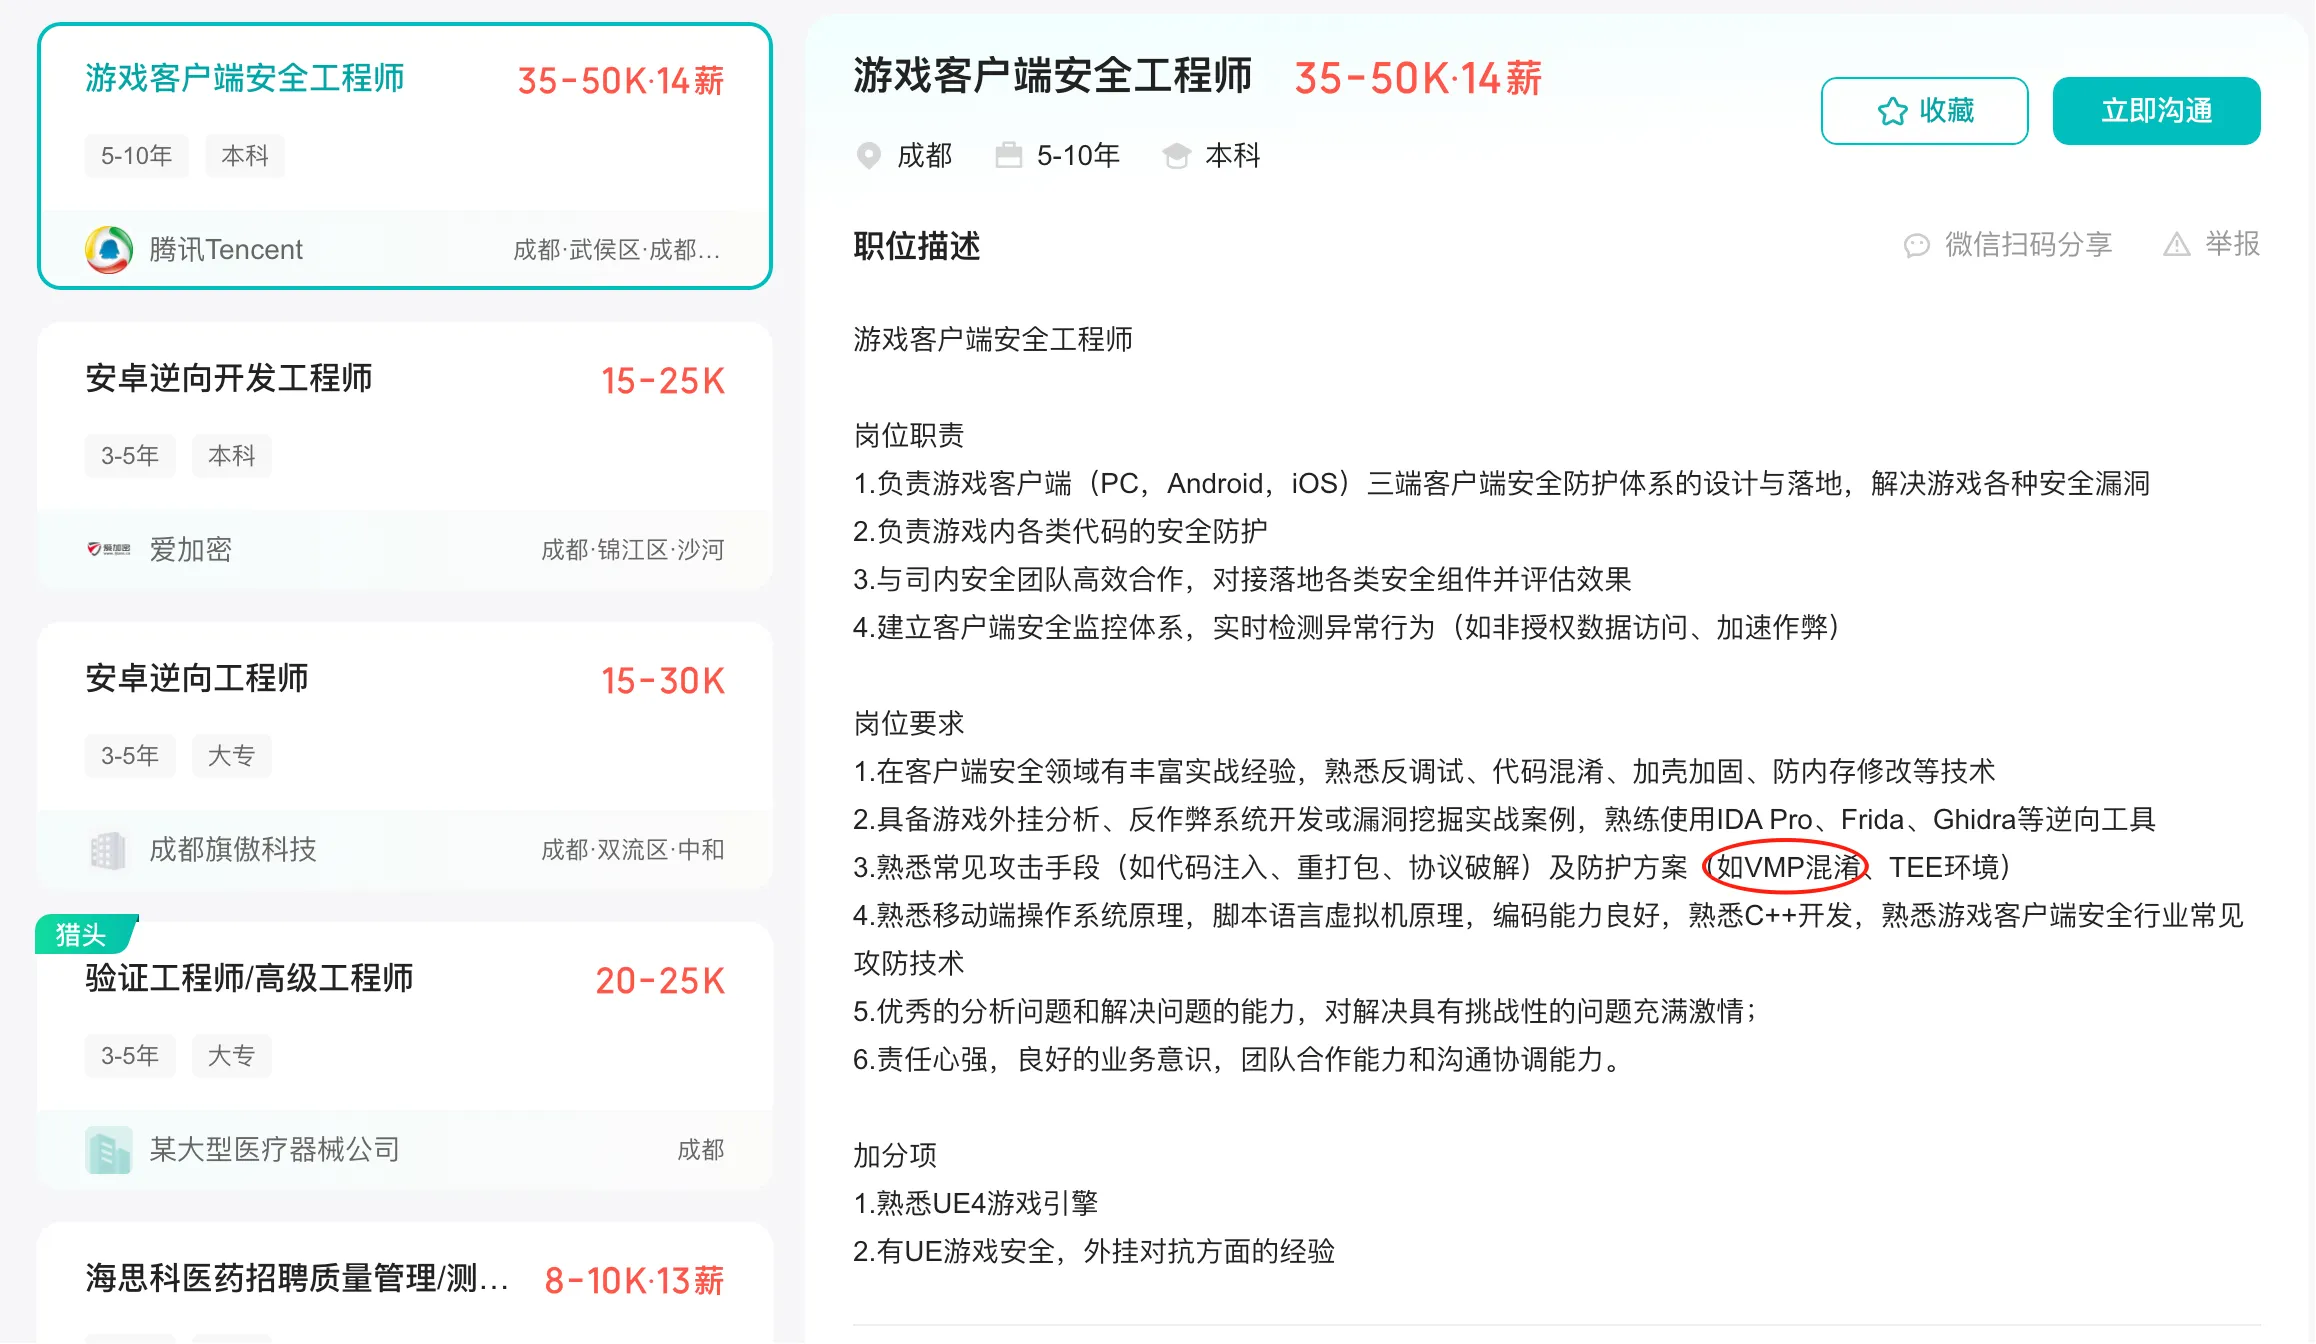 游戏客户端安全工程师 35-50K·14薪
5-10年 本科
腾讯Tencent 成都·武侯区·成都...
安卓逆向开发工程师 15-25K
3-5年 本科
爱加密 爱加密 成都·锦江区·沙河
安卓逆向工程师 15-30K
3-5年 大专
成都旗傲科技 成都·双流区·中和
猎头
验证工程师/高级工程师 20-25K
3-5年 大专
某大型医疗器械公司 成都
海思科医药招聘质量管理/测... 8-10K·13薪
游戏客户端安全工程师 35-50K·14薪
成都 5-10年 本科
收藏 立即沟通
职位描述
微信扫码分享 举报
游戏客户端安全工程师
岗位职责
1.负责游戏客户端（PC，Android，iOS）三端客户端安全防护体系的设计与落地，解决游戏各种安全漏洞
2.负责游戏内各类代码的安全防护
3.与司内安全团队高效合作，对接落地各类安全组件并评估效果
4.建立客户端安全监控体系，实时检测异常行为（如非授权数据访问、加速作弊）
岗位要求
1.在客户端安全领域有丰富实战经验，熟悉反调试、代码混淆、加壳加固、防内存修改等技术
2.具备游戏外挂分析、反作弊系统开发或漏洞挖掘实战案例，熟练使用IDA Pro、Frida、Ghidra等逆向工具
3.熟悉常见攻击手段（如代码注入、重打包、协议破解）及防护方案（如VMP混淆、TEE环境）
4.熟悉移动端操作系统原理，脚本语言虚拟机原理，编码能力良好，熟悉C++开发，熟悉游戏客户端安全行业常见
攻防技术
5.优秀的分析问题和解决问题的能力，对解决具有挑战性的问题充满激情；
6.责任心强，良好的业务意识，团队合作能力和沟通协调能力。
加分项
1.熟悉UE4游戏引擎
2.有UE游戏安全，外挂对抗方面的经验